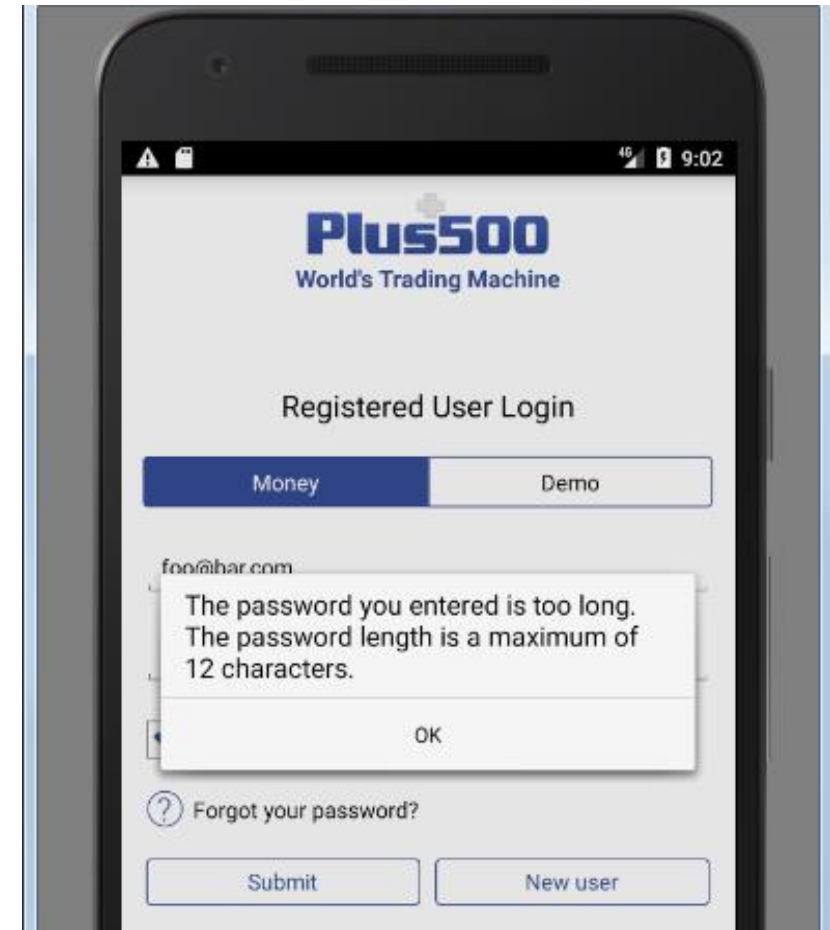 4G 9:02
Plus500
World's Trading Machine
Registered User Login
Money Demo
foo@bar.com
The password you entered is too long.
The password length is a maximum of
12 characters.
OK
Forgot your password?
Submit New user